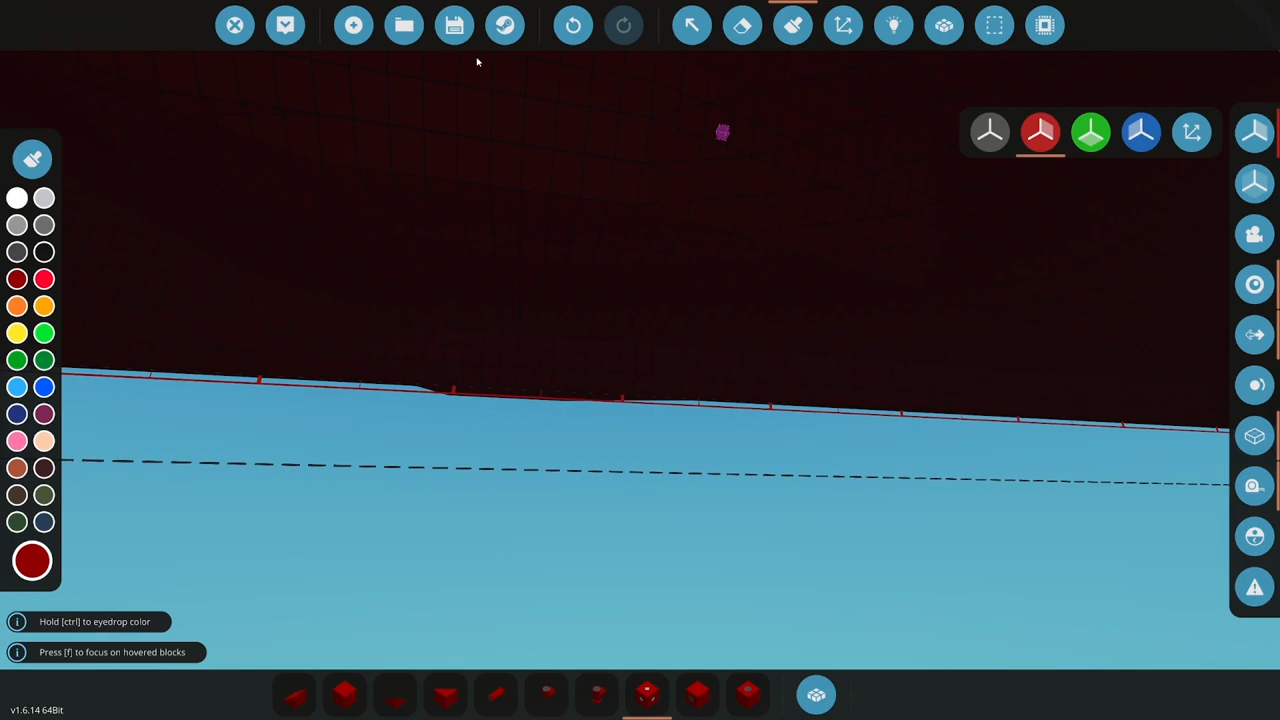 Hold [ctrl] to eyedrop color
Press [f] to focus on hovered blocks
v1.6.14 64Bit